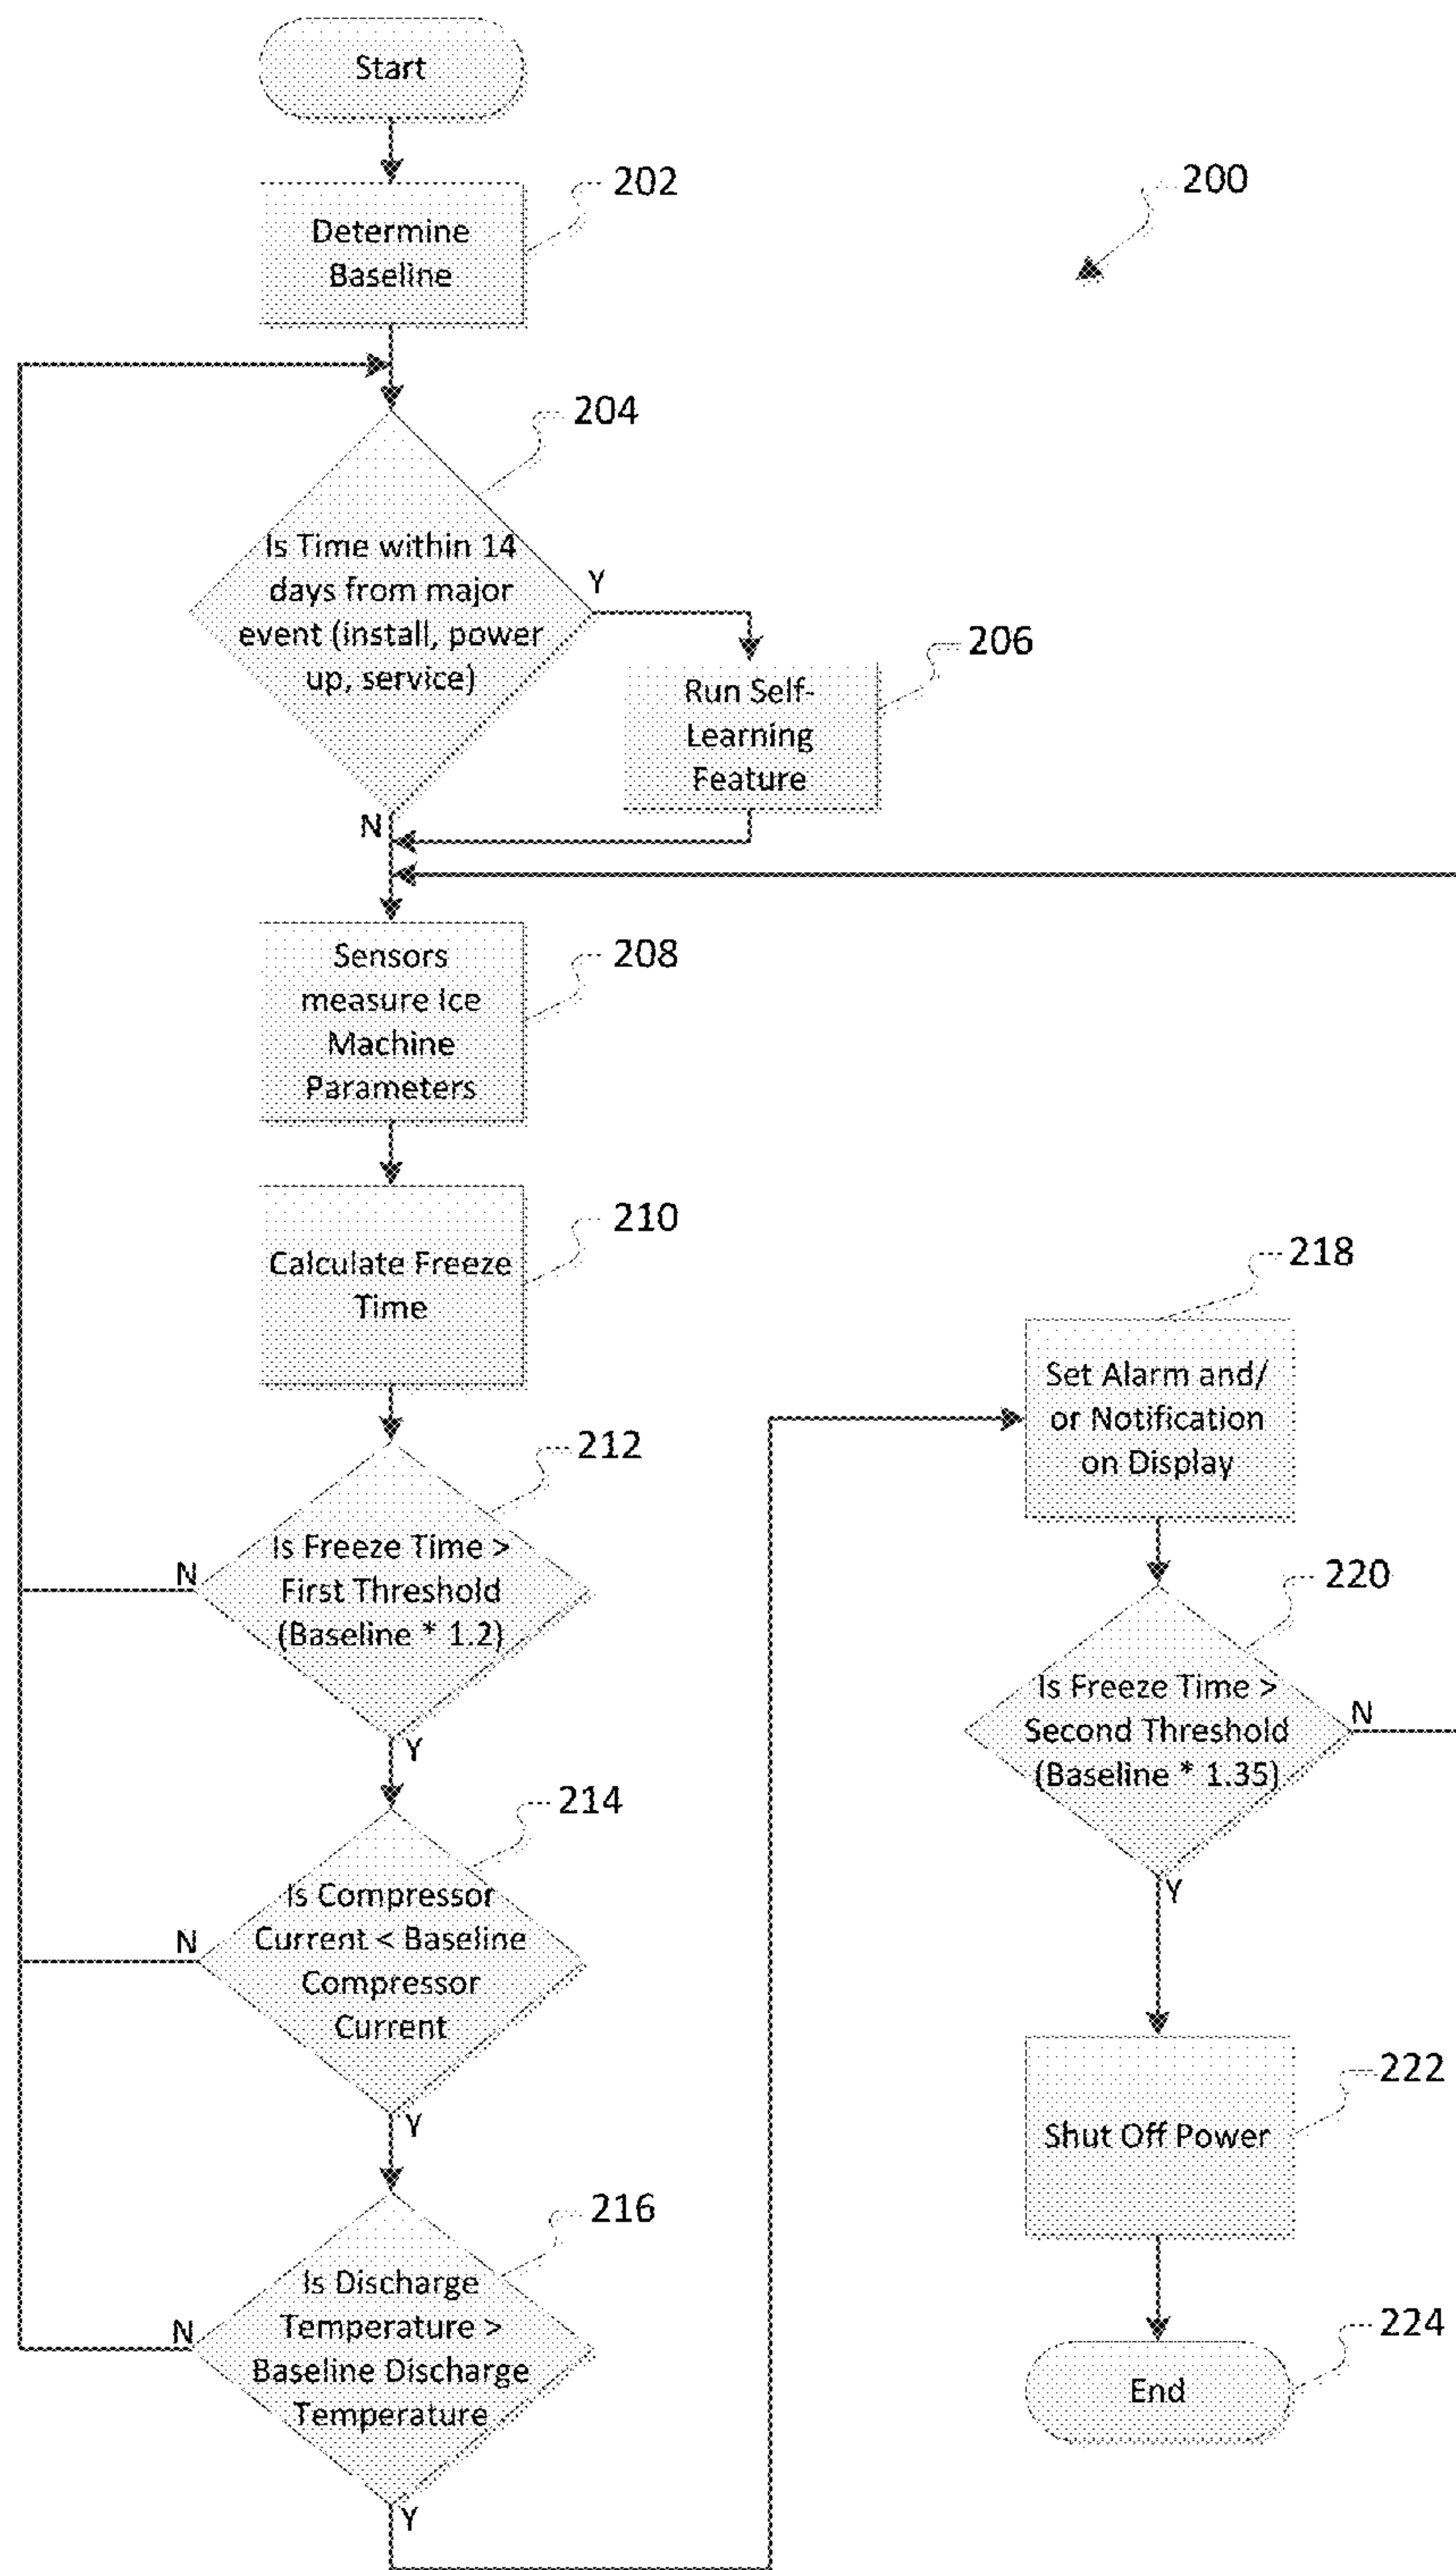 Start
202
200
Determine
Baseline
204
Is Time within 14
days from major
event (install, power
up, service)
Y
N
206
Run Self-
Learning
Feature
208
Sensors
measure Ice
Machine
Parameters
210
Calculate Freeze
Time
212
Is Freeze Time >
First Threshold
(Baseline * 1.2)
N
Y
214
Is Compressor
Current < Baseline
Compressor
Current
N
Y
216
Is Discharge
Temperature >
Baseline Discharge
Temperature
N
Y
218
Set Alarm and/
or Notification
on Display
220
Is Freeze Time >
Second Threshold
(Baseline * 1.35)
N
Y
222
Shut Off Power
224
End